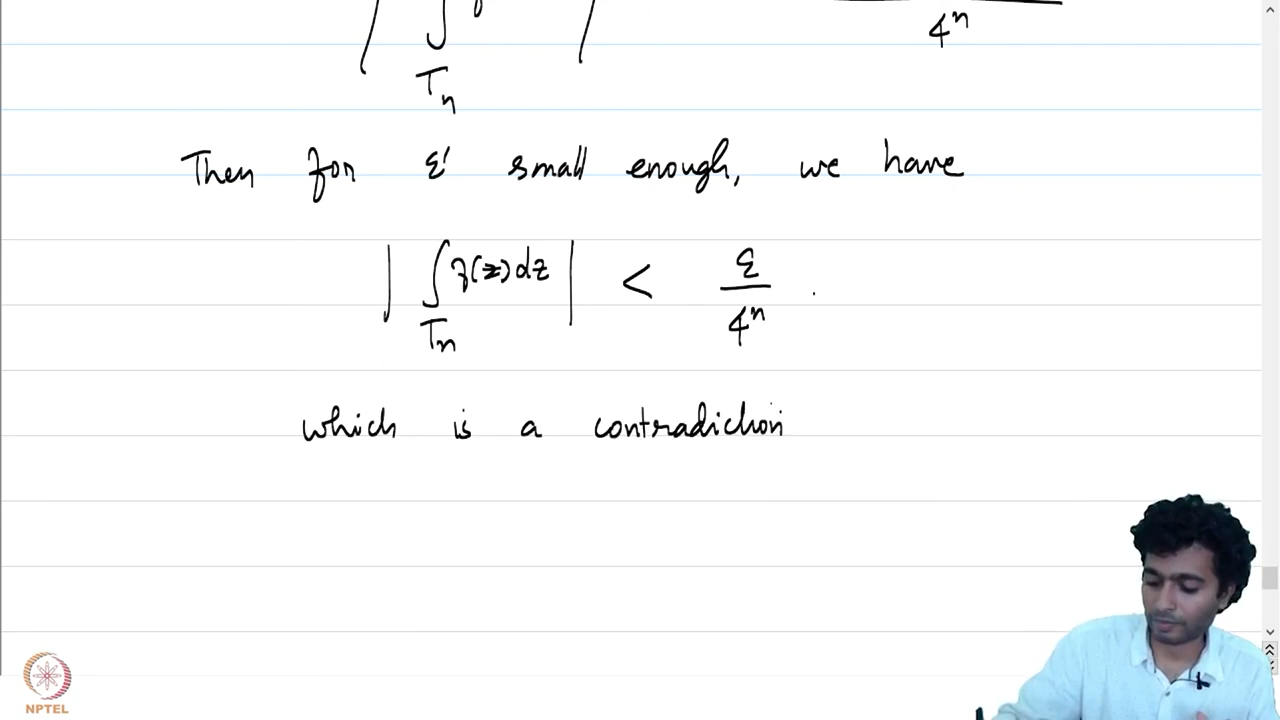 ∫
T_n
4^n
Then for ε' small enough, we have
| ∫_{T_n} f(z) dz | < ε / 4^n .
which is a contradiction
NPTEL